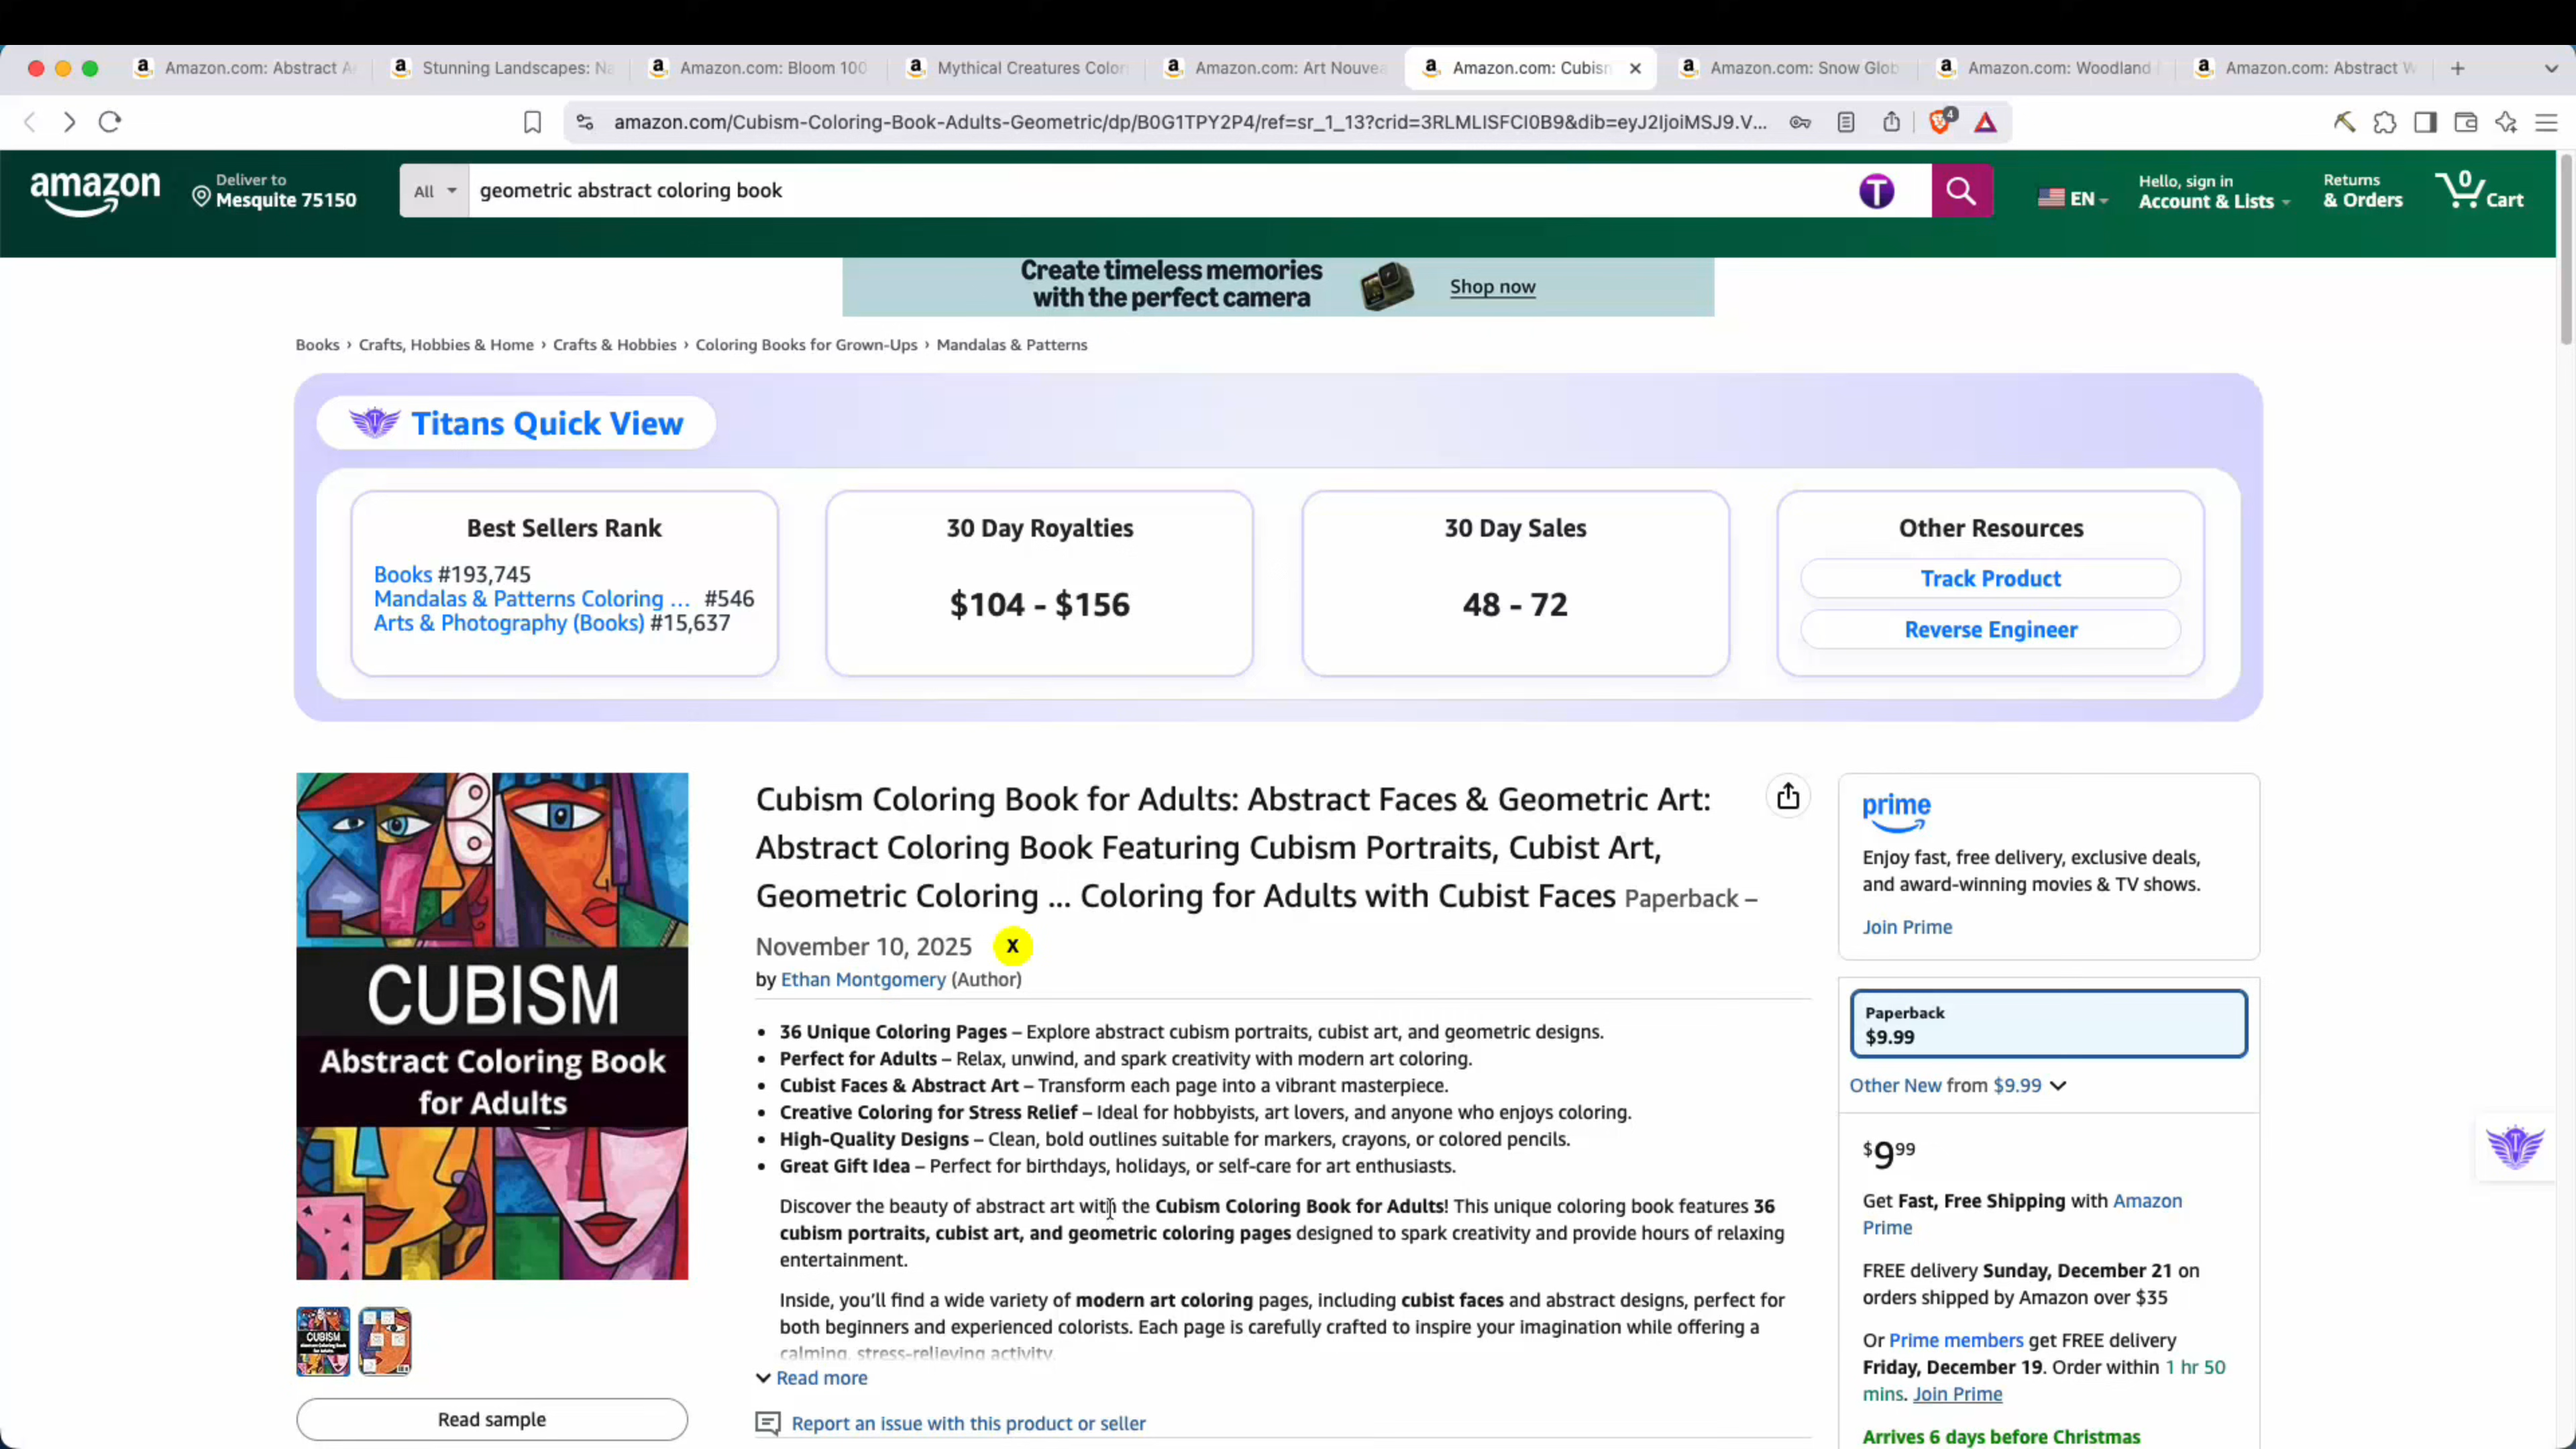 Amazon.com: Abstract A
Stunning Landscapes: Na
Amazon.com: Bloom 100
Mythical Creatures Color
Amazon.com: Art Nouvea
Amazon.com: Cubism
Amazon.com: Snow Glob
Amazon.com: Woodland
Amazon.com: Abstract W
amazon.com/Cubism-Coloring-Book-Adults-Geometric/dp/B0G1TPY2P4/ref=sr_1_13?crid=3RLMLISFCI0B9&dib=eyJ2IjoiMSJ9.V...
4
amazon
Deliver to
Mesquite 75150
All
geometric abstract coloring book
T
EN
Hello, sign in
Account & Lists
Returns
& Orders
0
Cart
Create timeless memories
with the perfect camera
Shop now
Books › Crafts, Hobbies & Home › Crafts & Hobbies › Coloring Books for Grown-Ups › Mandalas & Patterns
Titans Quick View
Best Sellers Rank
Books #193,745
Mandalas & Patterns Coloring ... #546
Arts & Photography (Books) #15,637
30 Day Royalties
$104 - $156
30 Day Sales
48 - 72
Other Resources
Track Product
Reverse Engineer
CUBISM
Abstract Coloring Book
for Adults
Read sample
Cubism Coloring Book for Adults: Abstract Faces & Geometric Art:
Abstract Coloring Book Featuring Cubism Portraits, Cubist Art,
Geometric Coloring ... Coloring for Adults with Cubist Faces Paperback –
November 10, 2025 X
by Ethan Montgomery (Author)
• 36 Unique Coloring Pages – Explore abstract cubism portraits, cubist art, and geometric designs.
• Perfect for Adults – Relax, unwind, and spark creativity with modern art coloring.
• Cubist Faces & Abstract Art – Transform each page into a vibrant masterpiece.
• Creative Coloring for Stress Relief – Ideal for hobbyists, art lovers, and anyone who enjoys coloring.
• High-Quality Designs – Clean, bold outlines suitable for markers, crayons, or colored pencils.
• Great Gift Idea – Perfect for birthdays, holidays, or self-care for art enthusiasts.
Discover the beauty of abstract art with the Cubism Coloring Book for Adults! This unique coloring book features 36
cubism portraits, cubist art, and geometric coloring pages designed to spark creativity and provide hours of relaxing
entertainment.
Inside, you'll find a wide variety of modern art coloring pages, including cubist faces and abstract designs, perfect for
both beginners and experienced colorists. Each page is carefully crafted to inspire your imagination while offering a
calming, stress-relieving activity
Read more
Report an issue with this product or seller
prime
Enjoy fast, free delivery, exclusive deals,
and award-winning movies & TV shows.
Join Prime
Paperback
$9.99
Other New from $9.99
$9.99
Get Fast, Free Shipping with Amazon
Prime
FREE delivery Sunday, December 21 on
orders shipped by Amazon over $35
Or Prime members get FREE delivery
Friday, December 19. Order within 1 hr 50
mins. Join Prime
Arrives 6 days before Christmas